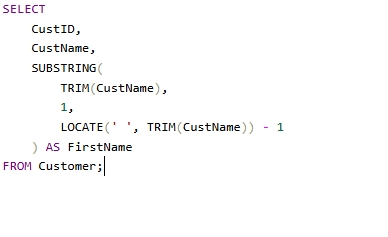 SELECT
    CustID,
    CustName,
    SUBSTRING(
        TRIM(CustName),
        1,
        LOCATE(' ', TRIM(CustName)) - 1
    ) AS FirstName
FROM Customer;